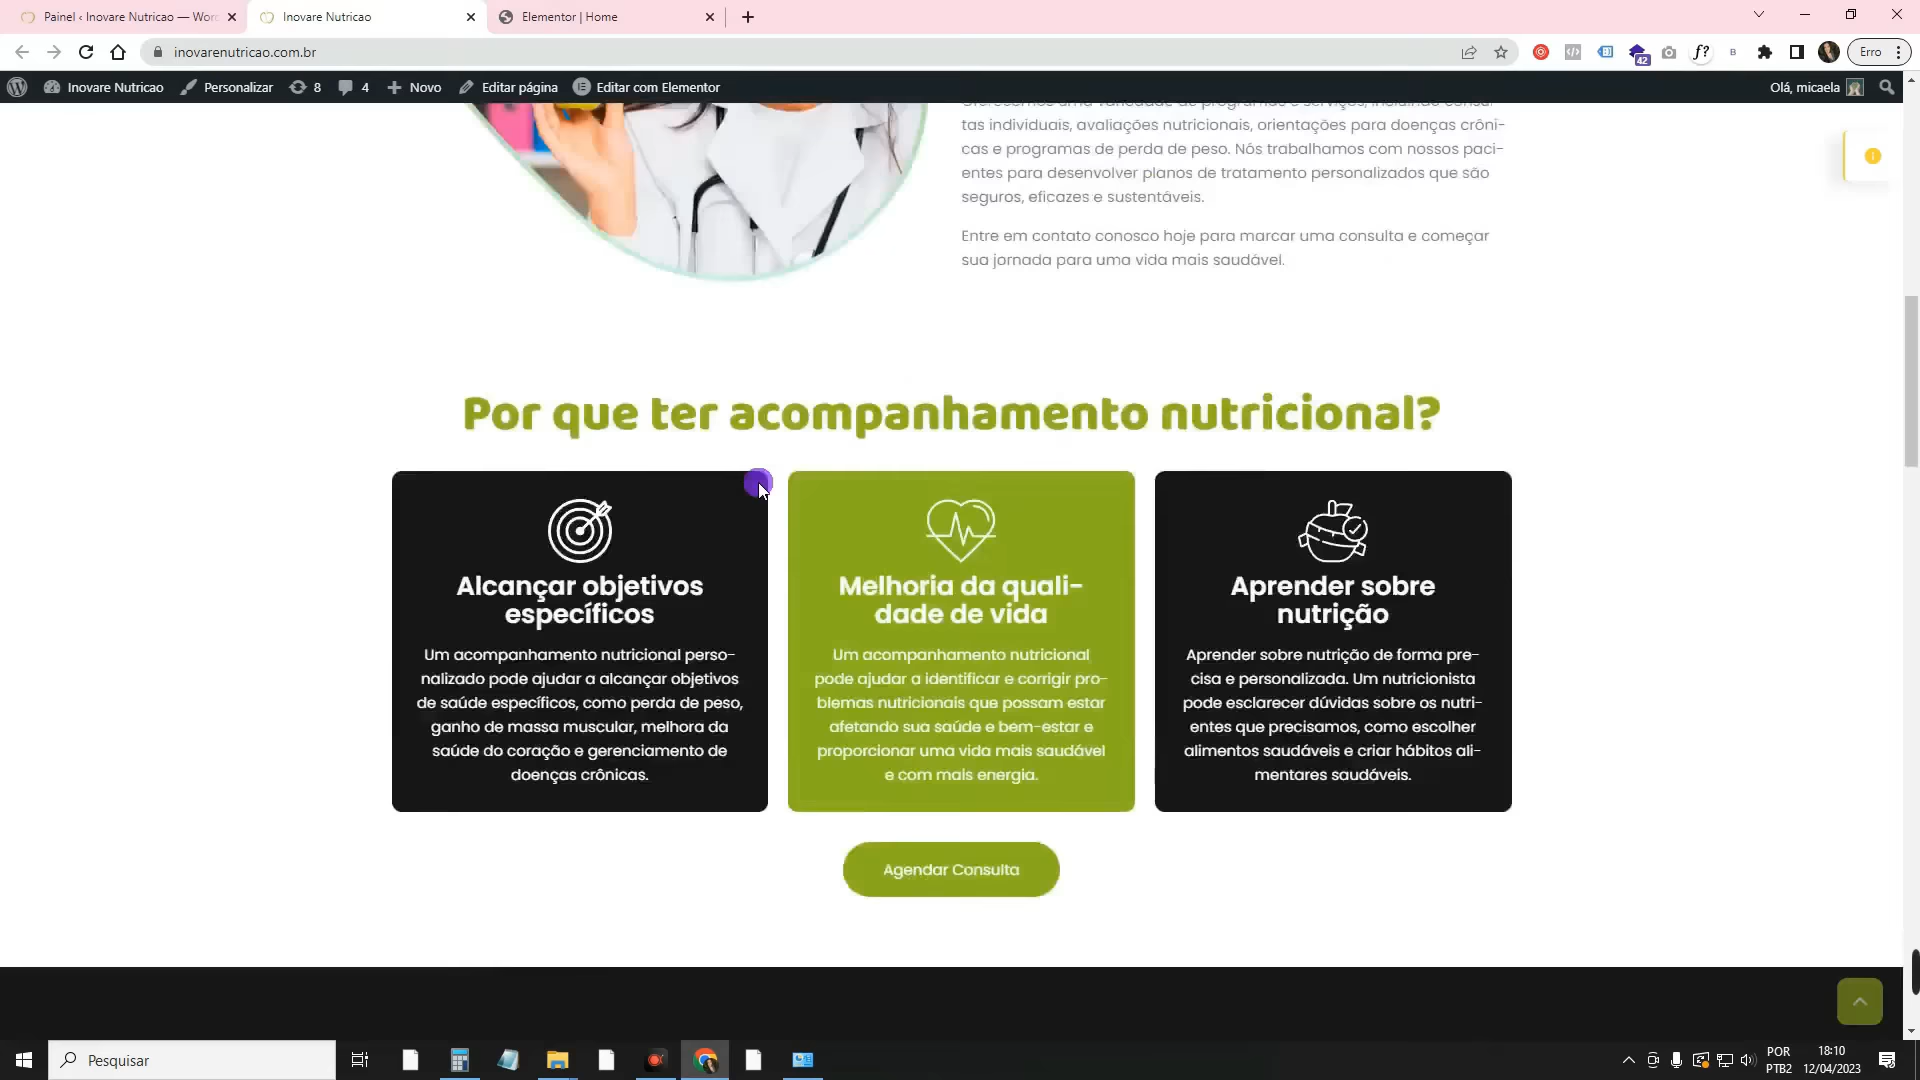 Painel ‹ Inovare Nutricao — Wor
Inovare Nutricao
Elementor | Home
inovarenutricao.com.br
42
f?
B
Erro
Inovare Nutricao
Personalizar
8
4
Novo
Editar página
Editar com Elementor
Olá, micaela
tas individuais, avaliações nutricionais, orientações para doenças crôni-
cas e programas de perda de peso. Nós trabalhamos com nossos paci-
entes para desenvolver planos de tratamento personalizados que são
seguros, eficazes e sustentáveis.
Entre em contato conosco hoje para marcar uma consulta e começar
sua jornada para uma vida mais saudável.
Por que ter acompanhamento nutricional?
Alcançar objetivos
específicos
Um acompanhamento nutricional perso-
nalizado pode ajudar a alcançar objetivos
de saúde específicos, como perda de peso,
ganho de massa muscular, melhora da
saúde do coração e gerenciamento de
doenças crônicas.
Melhoria da quali-
dade de vida
Um acompanhamento nutricional
pode ajudar a identificar e corrigir pro-
blemas nutricionais que possam estar
afetando sua saúde e bem-estar e
proporcionar uma vida mais saudável
e com mais energia.
Aprender sobre
nutrição
Aprender sobre nutrição de forma pre-
cisa e personalizada. Um nutricionista
pode esclarecer dúvidas sobre os nutri-
entes que precisamos, como escolher
alimentos saudáveis e criar hábitos ali-
mentares saudáveis.
Agendar Consulta
Pesquisar
POR
PTB2
18:10
12/04/2023